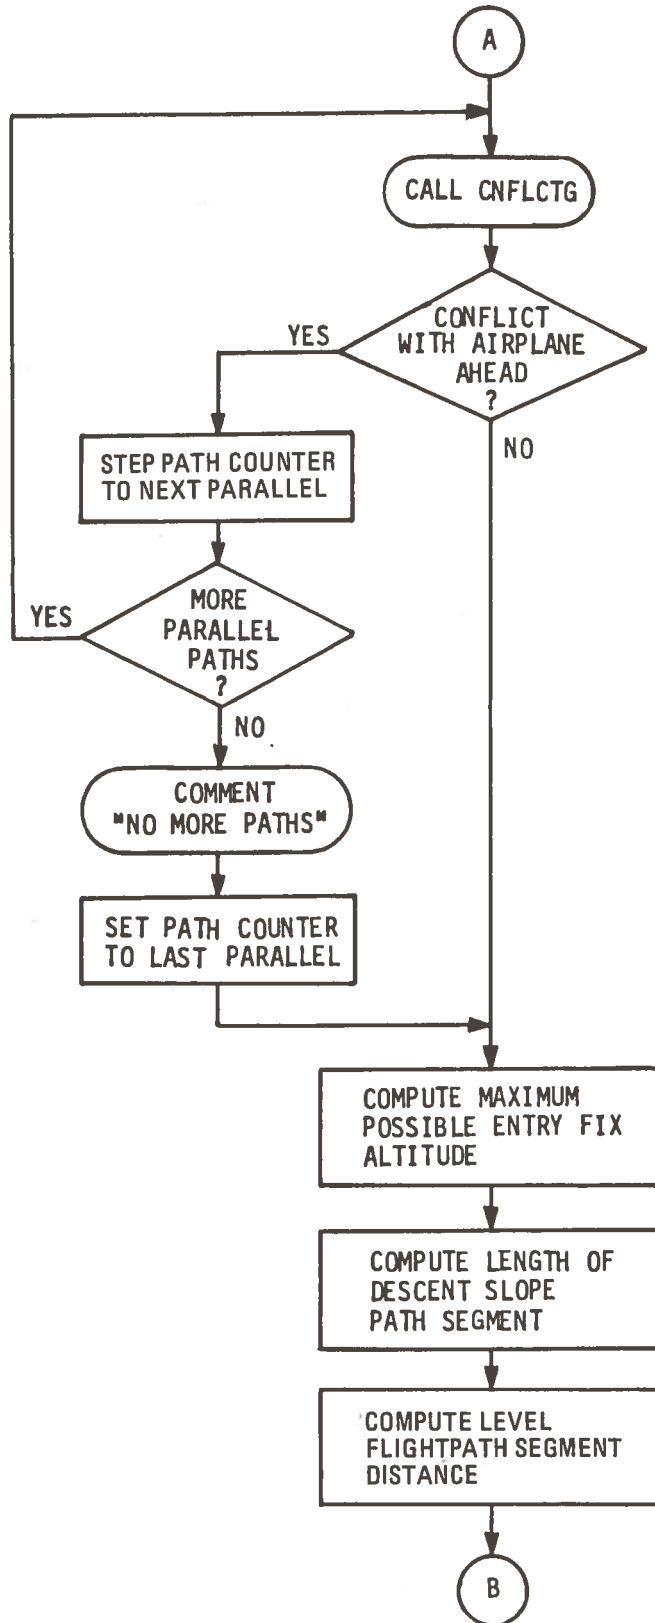 A
CALL CNFLCTG
CONFLICT
WITH AIRPLANE
AHEAD
?
YES
NO
STEP PATH COUNTER
TO NEXT PARALLEL
MORE
PARALLEL
PATHS
?
YES
NO
COMMENT
"NO MORE PATHS"
SET PATH COUNTER
TO LAST PARALLEL
COMPUTE MAXIMUM
POSSIBLE ENTRY FIX
ALTITUDE
COMPUTE LENGTH OF
DESCENT SLOPE
PATH SEGMENT
COMPUTE LEVEL
FLIGHTPATH SEGMENT
DISTANCE
B